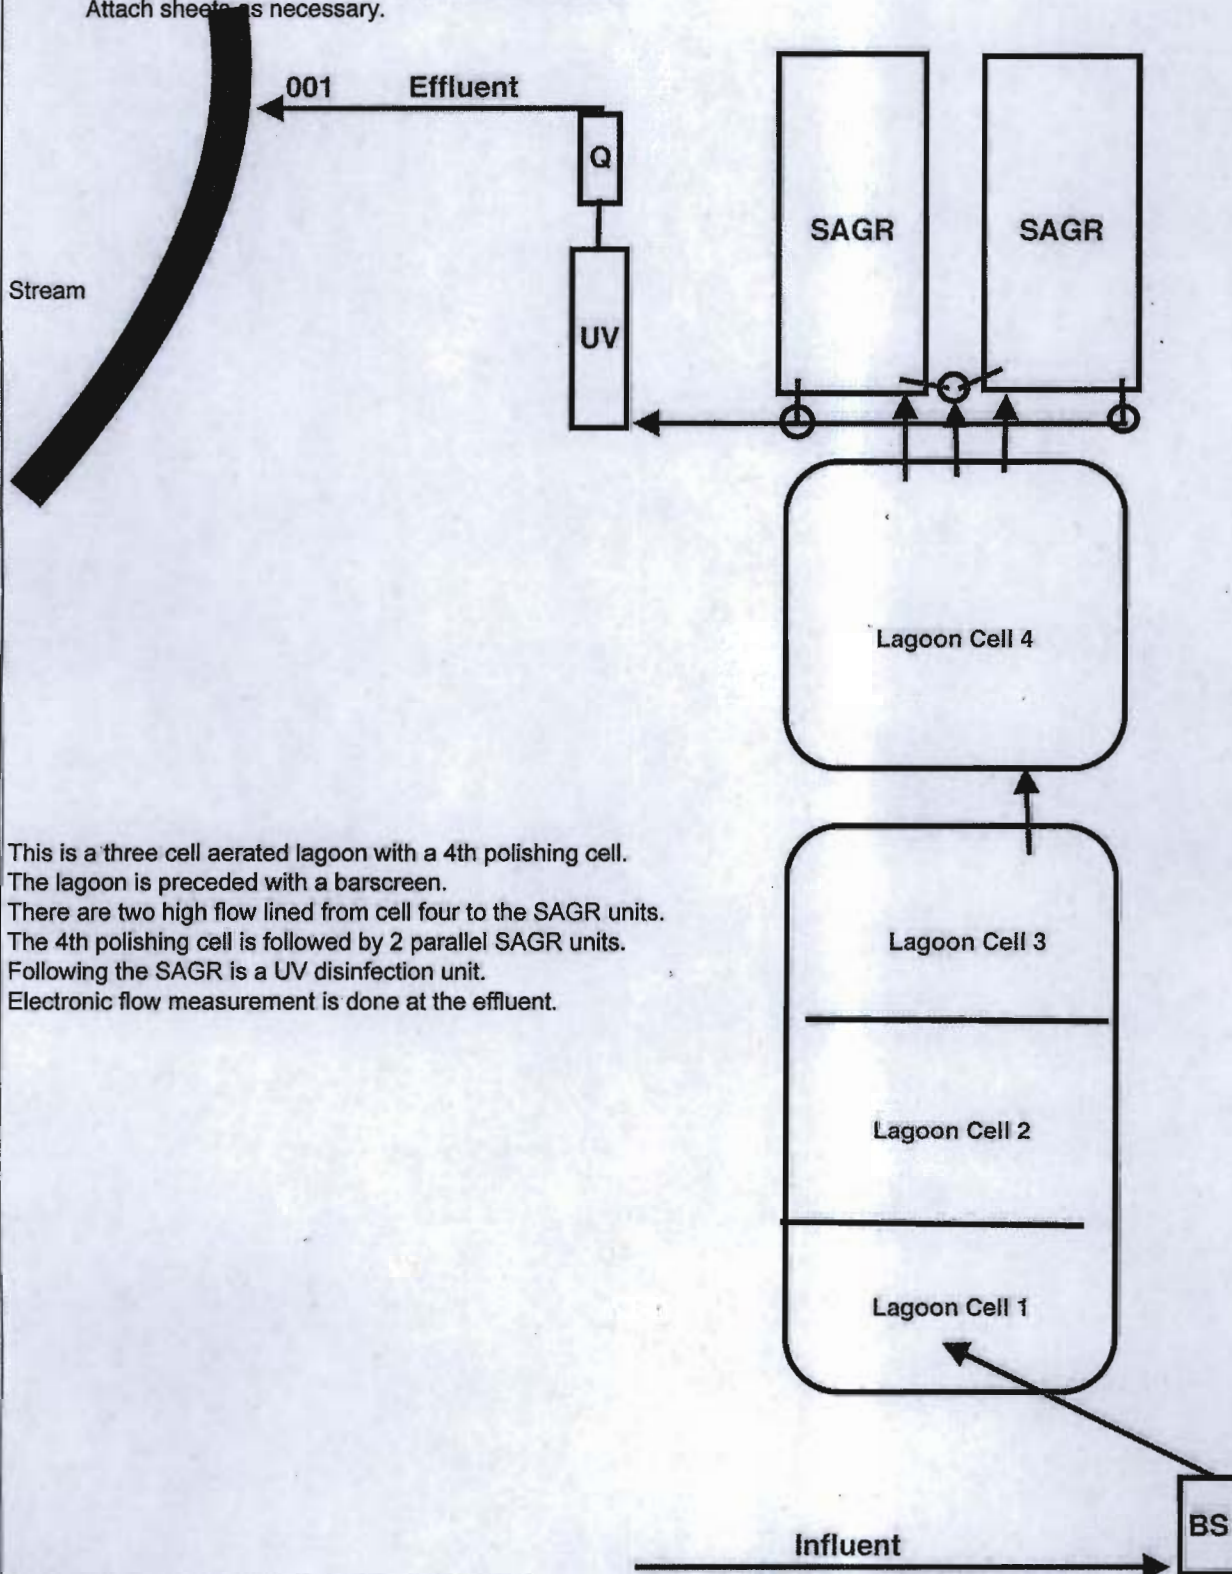 Attach sheets as necessary.
001 Effluent
Q
SAGR SAGR
Stream
UV
Lagoon Cell 4
This is a three cell aerated lagoon with a 4th polishing cell.
The lagoon is preceded with a barscreen.
There are two high flow lined from cell four to the SAGR units.
The 4th polishing cell is followed by 2 parallel SAGR units.
Following the SAGR is a UV disinfection unit.
Electronic flow measurement is done at the effluent.
Lagoon Cell 3
Lagoon Cell 2
Lagoon Cell 1
BS
Influent